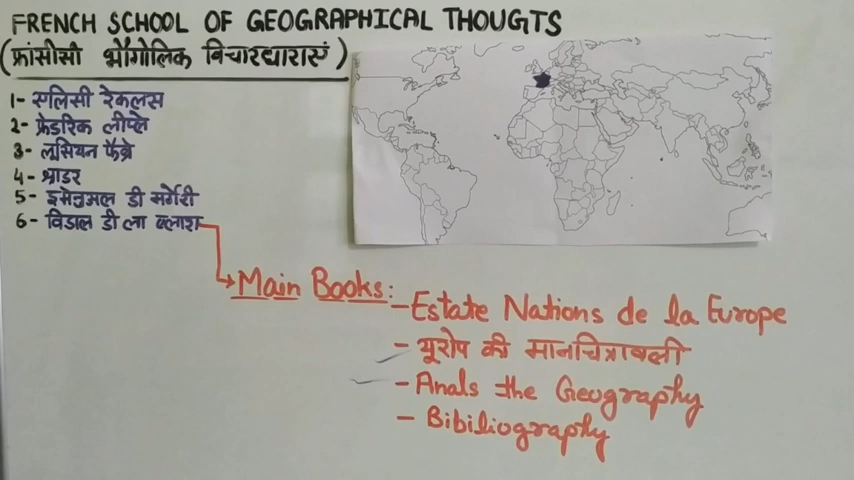 FRENCH SCHOOL OF GEOGRAPHICAL THOUGTS
(फ्रांसीसी भौगोलिक विचारधाराएं)
1- एलिसी रेकलस
2- फ्रेडरिक लीप्ले
3- लूसियन फैब्रे
4- श्राडर
5- इमेनुअल डी मर्गेरी
6- विडाल डी ला ब्लाश
Main Books:
- Estate Nations de la Europe
- यूरोप की मानचित्रावली
- Anals the Geography
- Bibiliography